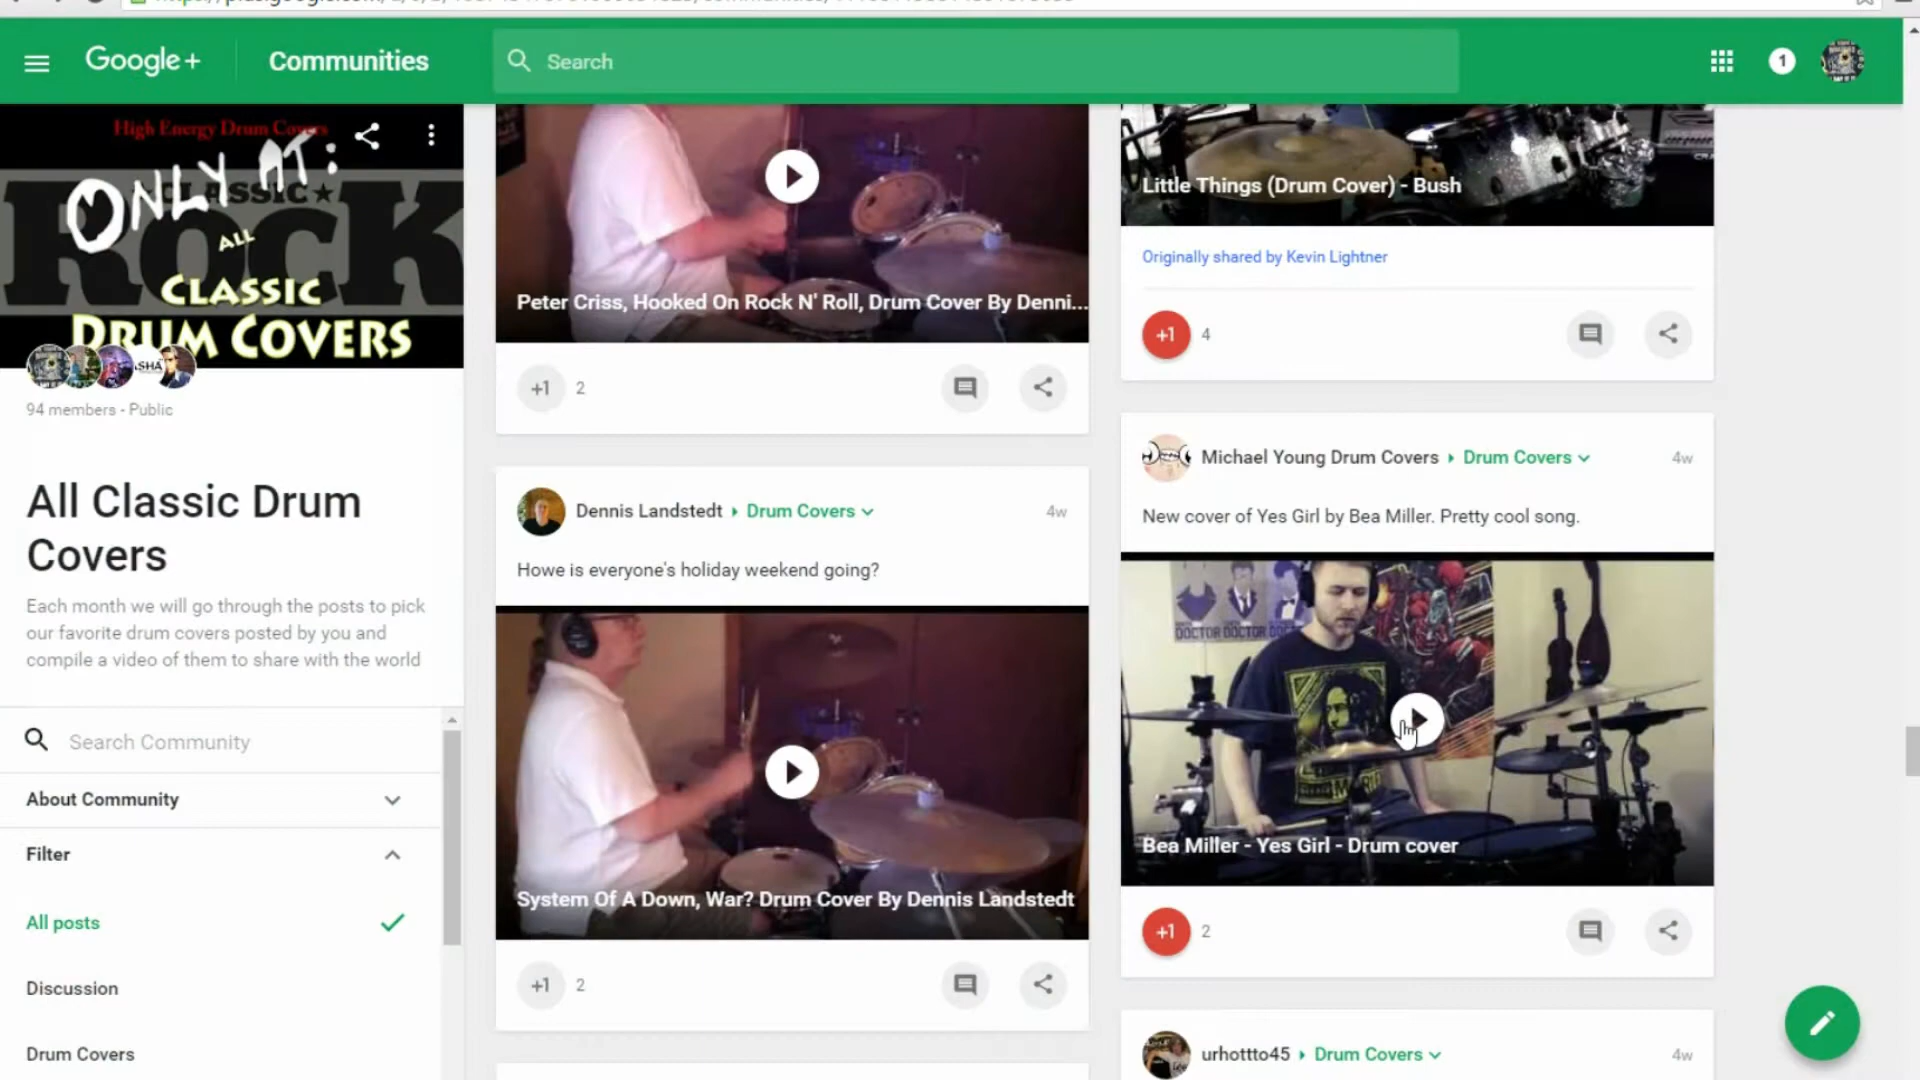 Google+
Communities
Search
1
High Energy Drum Covers
ONLY AT:
CLASSIC
ROCK
ALL
CLASSIC
DRUM COVERS
94 members - Public
All Classic Drum
Covers
Each month we will go through the posts to pick
our favorite drum covers posted by you and
compile a video of them to share with the world
Search Community
About Community
Filter
All posts
Discussion
Drum Covers
Peter Criss, Hooked On Rock N' Roll, Drum Cover By Denni...
+1 2
Dennis Landstedt Drum Covers 4w
Howe is everyone's holiday weekend going?
System Of A Down, War? Drum Cover By Dennis Landstedt
+1 2
Little Things (Drum Cover) - Bush
Originally shared by Kevin Lightner
+1 4
Michael Young Drum Covers Drum Covers 4w
New cover of Yes Girl by Bea Miller. Pretty cool song.
DOCTOR DOCTOR DOCTOR
Bea Miller - Yes Girl - Drum cover
+1 2
urhottto45 Drum Covers 4w